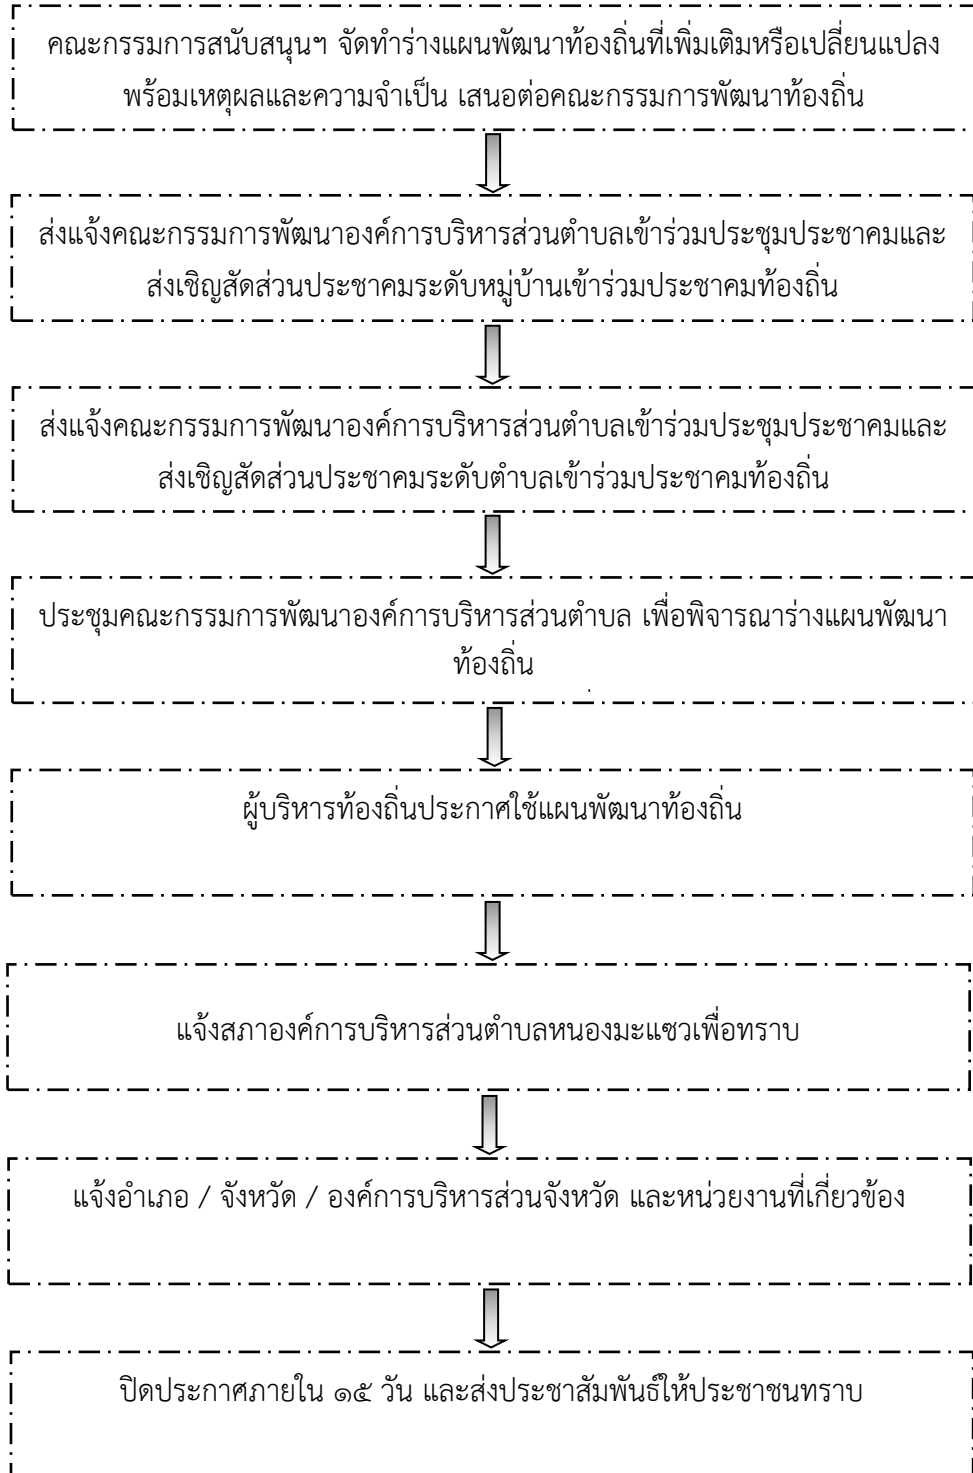 คณะกรรมการสนับสนุนฯ จัดทำร่างแผนพัฒนาท้องถิ่นที่เพิ่มเติมหรือเปลี่ยนแปลง
พร้อมเหตุผลและความจำเป็น เสนอต่อคณะกรรมการพัฒนาท้องถิ่น
ส่งแจ้งคณะกรรมการพัฒนาองค์การบริหารส่วนตำบลเข้าร่วมประชุมประชาคมและ
ส่งเชิญสัดส่วนประชาคมระดับหมู่บ้านเข้าร่วมประชาคมท้องถิ่น
ส่งแจ้งคณะกรรมการพัฒนาองค์การบริหารส่วนตำบลเข้าร่วมประชุมประชาคมและ
ส่งเชิญสัดส่วนประชาคมระดับตำบลเข้าร่วมประชาคมท้องถิ่น
ประชุมคณะกรรมการพัฒนาองค์การบริหารส่วนตำบล เพื่อพิจารณาร่างแผนพัฒนา
ท้องถิ่น
ผู้บริหารท้องถิ่นประกาศใช้แผนพัฒนาท้องถิ่น
แจ้งสภาองค์การบริหารส่วนตำบลหนองมะแซวเพื่อทราบ
แจ้งอำเภอ / จังหวัด / องค์การบริหารส่วนจังหวัด และหน่วยงานที่เกี่ยวข้อง
ปิดประกาศภายใน ๑๕ วัน และส่งประชาสัมพันธ์ให้ประชาชนทราบ